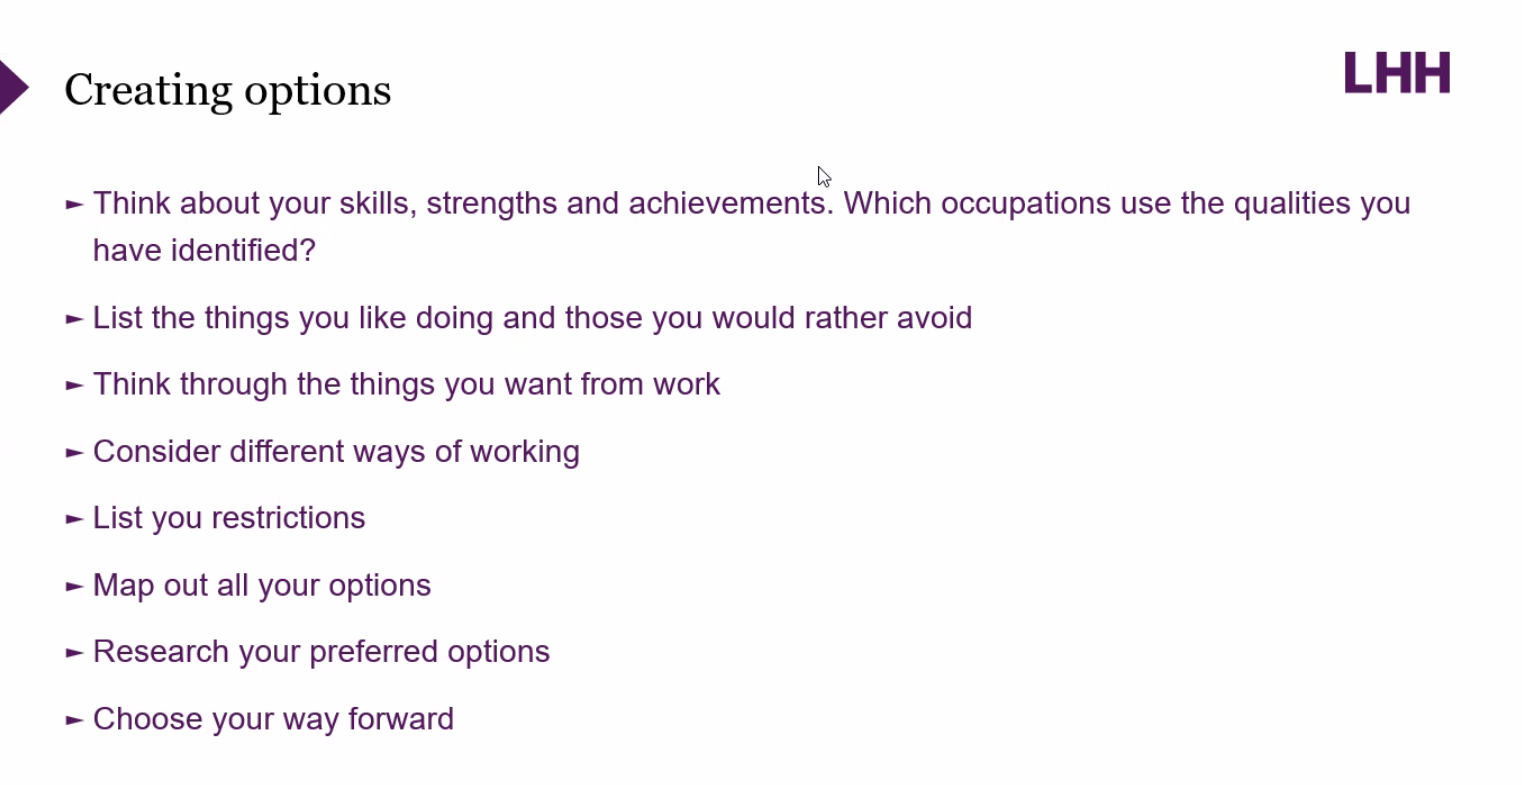 Creating options
LHH
► Think about your skills, strengths and achievements. Which occupations use the qualities you
have identified?
► List the things you like doing and those you would rather avoid
► Think through the things you want from work
► Consider different ways of working
► List you restrictions
► Map out all your options
► Research your preferred options
► Choose your way forward